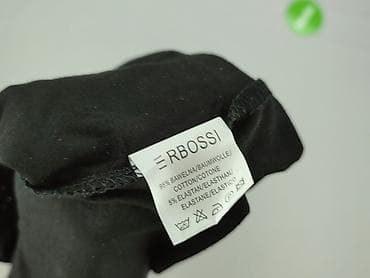 ERBOSSI
95% BAWEŁNA/BAUMWOLLE/
COTTON/COTONE
5% ELASTAN/ELASTHAN/
ELASTANE/ELASTICO